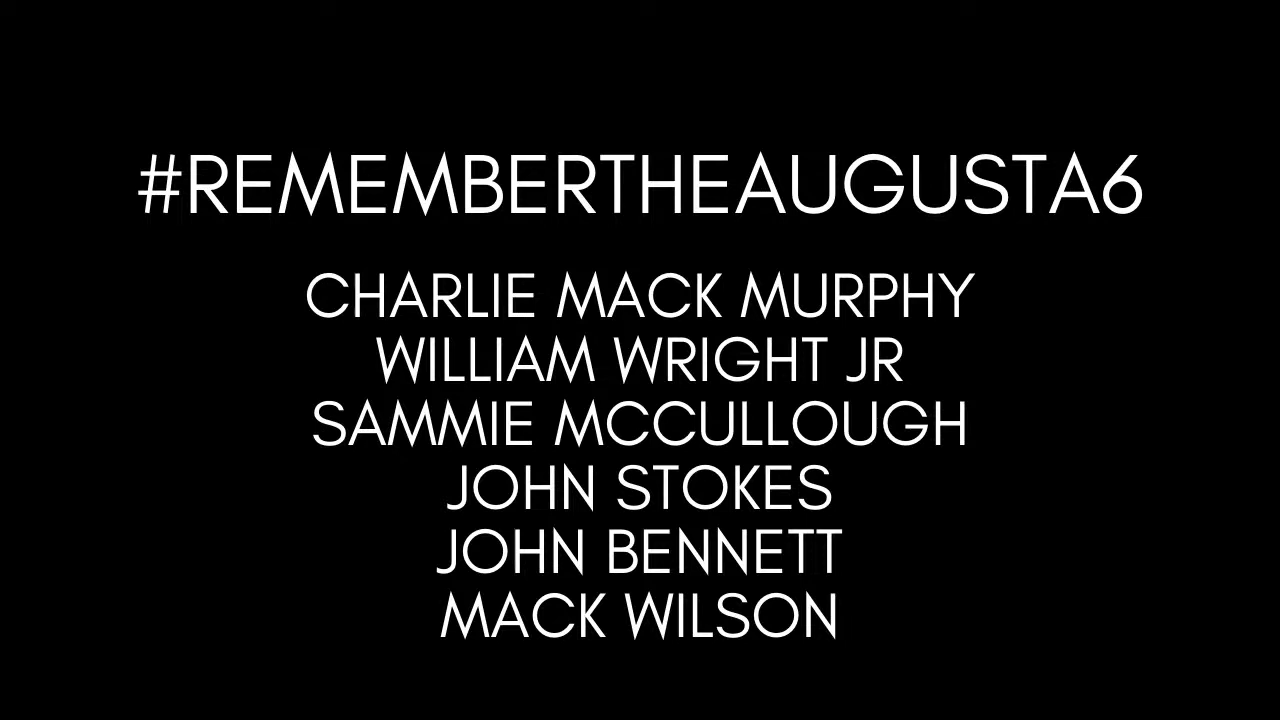 #REMEMBERTHEAUGUSTA6
CHARLIE MACK MURPHY
WILLIAM WRIGHT JR
SAMMIE MCCULLOUGH
JOHN STOKES
JOHN BENNETT
MACK WILSON